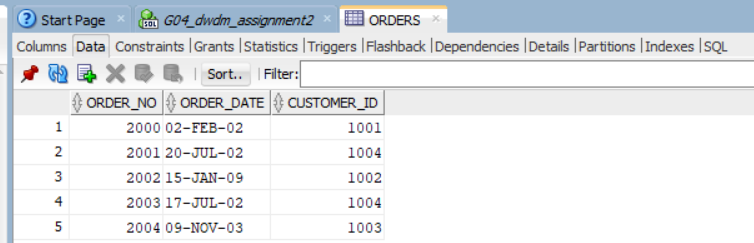 Start Page G04_dwdm_assignment2 ORDERS
Columns Data Constraints Grants Statistics Triggers Flashback Dependencies Details Partitions Indexes SQL
Sort.. Filter:
ORDER_NO ORDER_DATE CUSTOMER_ID
1 2000 02-FEB-02 1001
2 2001 20-JUL-02 1004
3 2002 15-JAN-09 1002
4 2003 17-JUL-02 1004
5 2004 09-NOV-03 1003